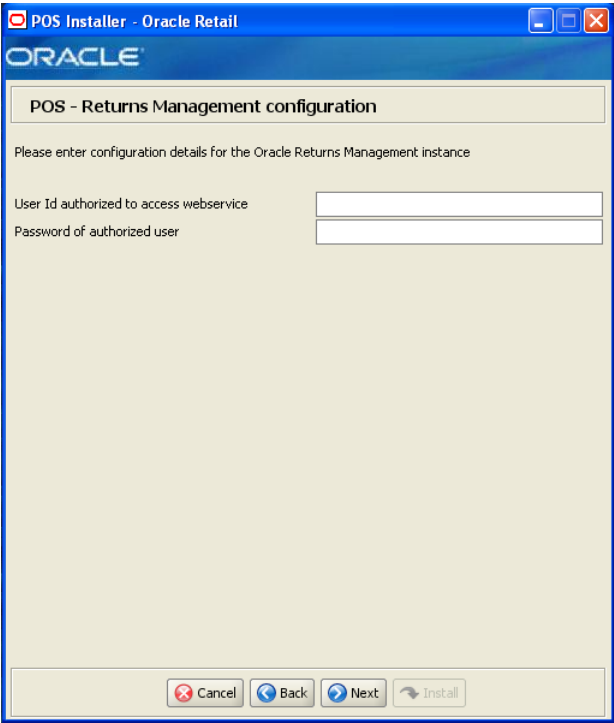 POS Installer - Oracle Retail
ORACLE
POS - Returns Management configuration
Please enter configuration details for the Oracle Returns Management instance
User Id authorized to access webservice
Password of authorized user
Cancel Back Next Install